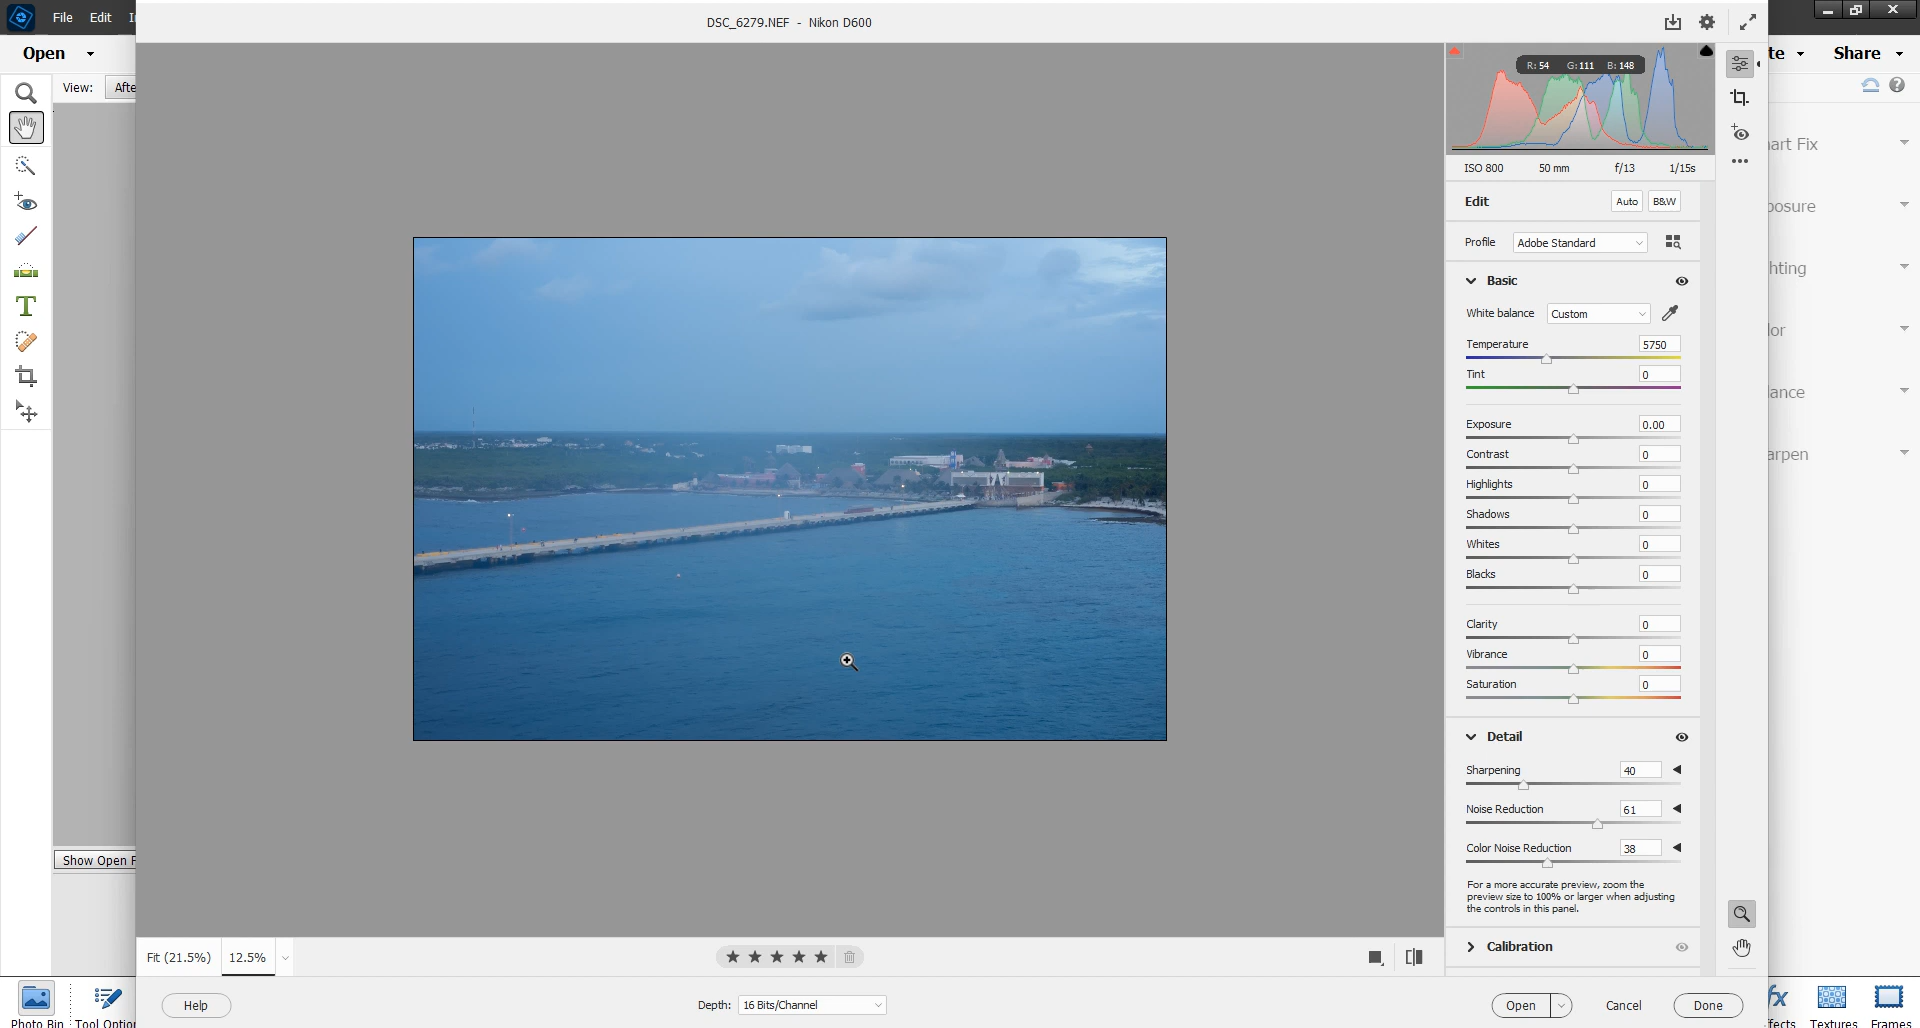 File Edit
DSC_6279.NEF - Nikon D600
Open
te
Share
View: Afte
R: 54 G: 111 B: 148
ISO 800 50 mm f/13 1/15s
Edit Auto B&W
Profile Adobe Standard
Basic
White balance Custom
Temperature 5750
Tint 0
Exposure 0.00
Contrast 0
Highlights 0
Shadows 0
Whites 0
Blacks 0
Clarity 0
Vibrance 0
Saturation 0
Detail
Sharpening 40
Noise Reduction 61
Color Noise Reduction 38
For a more accurate preview, zoom the
preview size to 100% or larger when adjusting
the controls in this panel.
Calibration
art Fix
posure
hting
lor
lance
arpen
Show Open F
Fit (21.5%) 12.5%
Help
Depth: 16 Bits/Channel
Open Cancel Done
Photo Bin Tool Option
fx
ffects Textures Frames